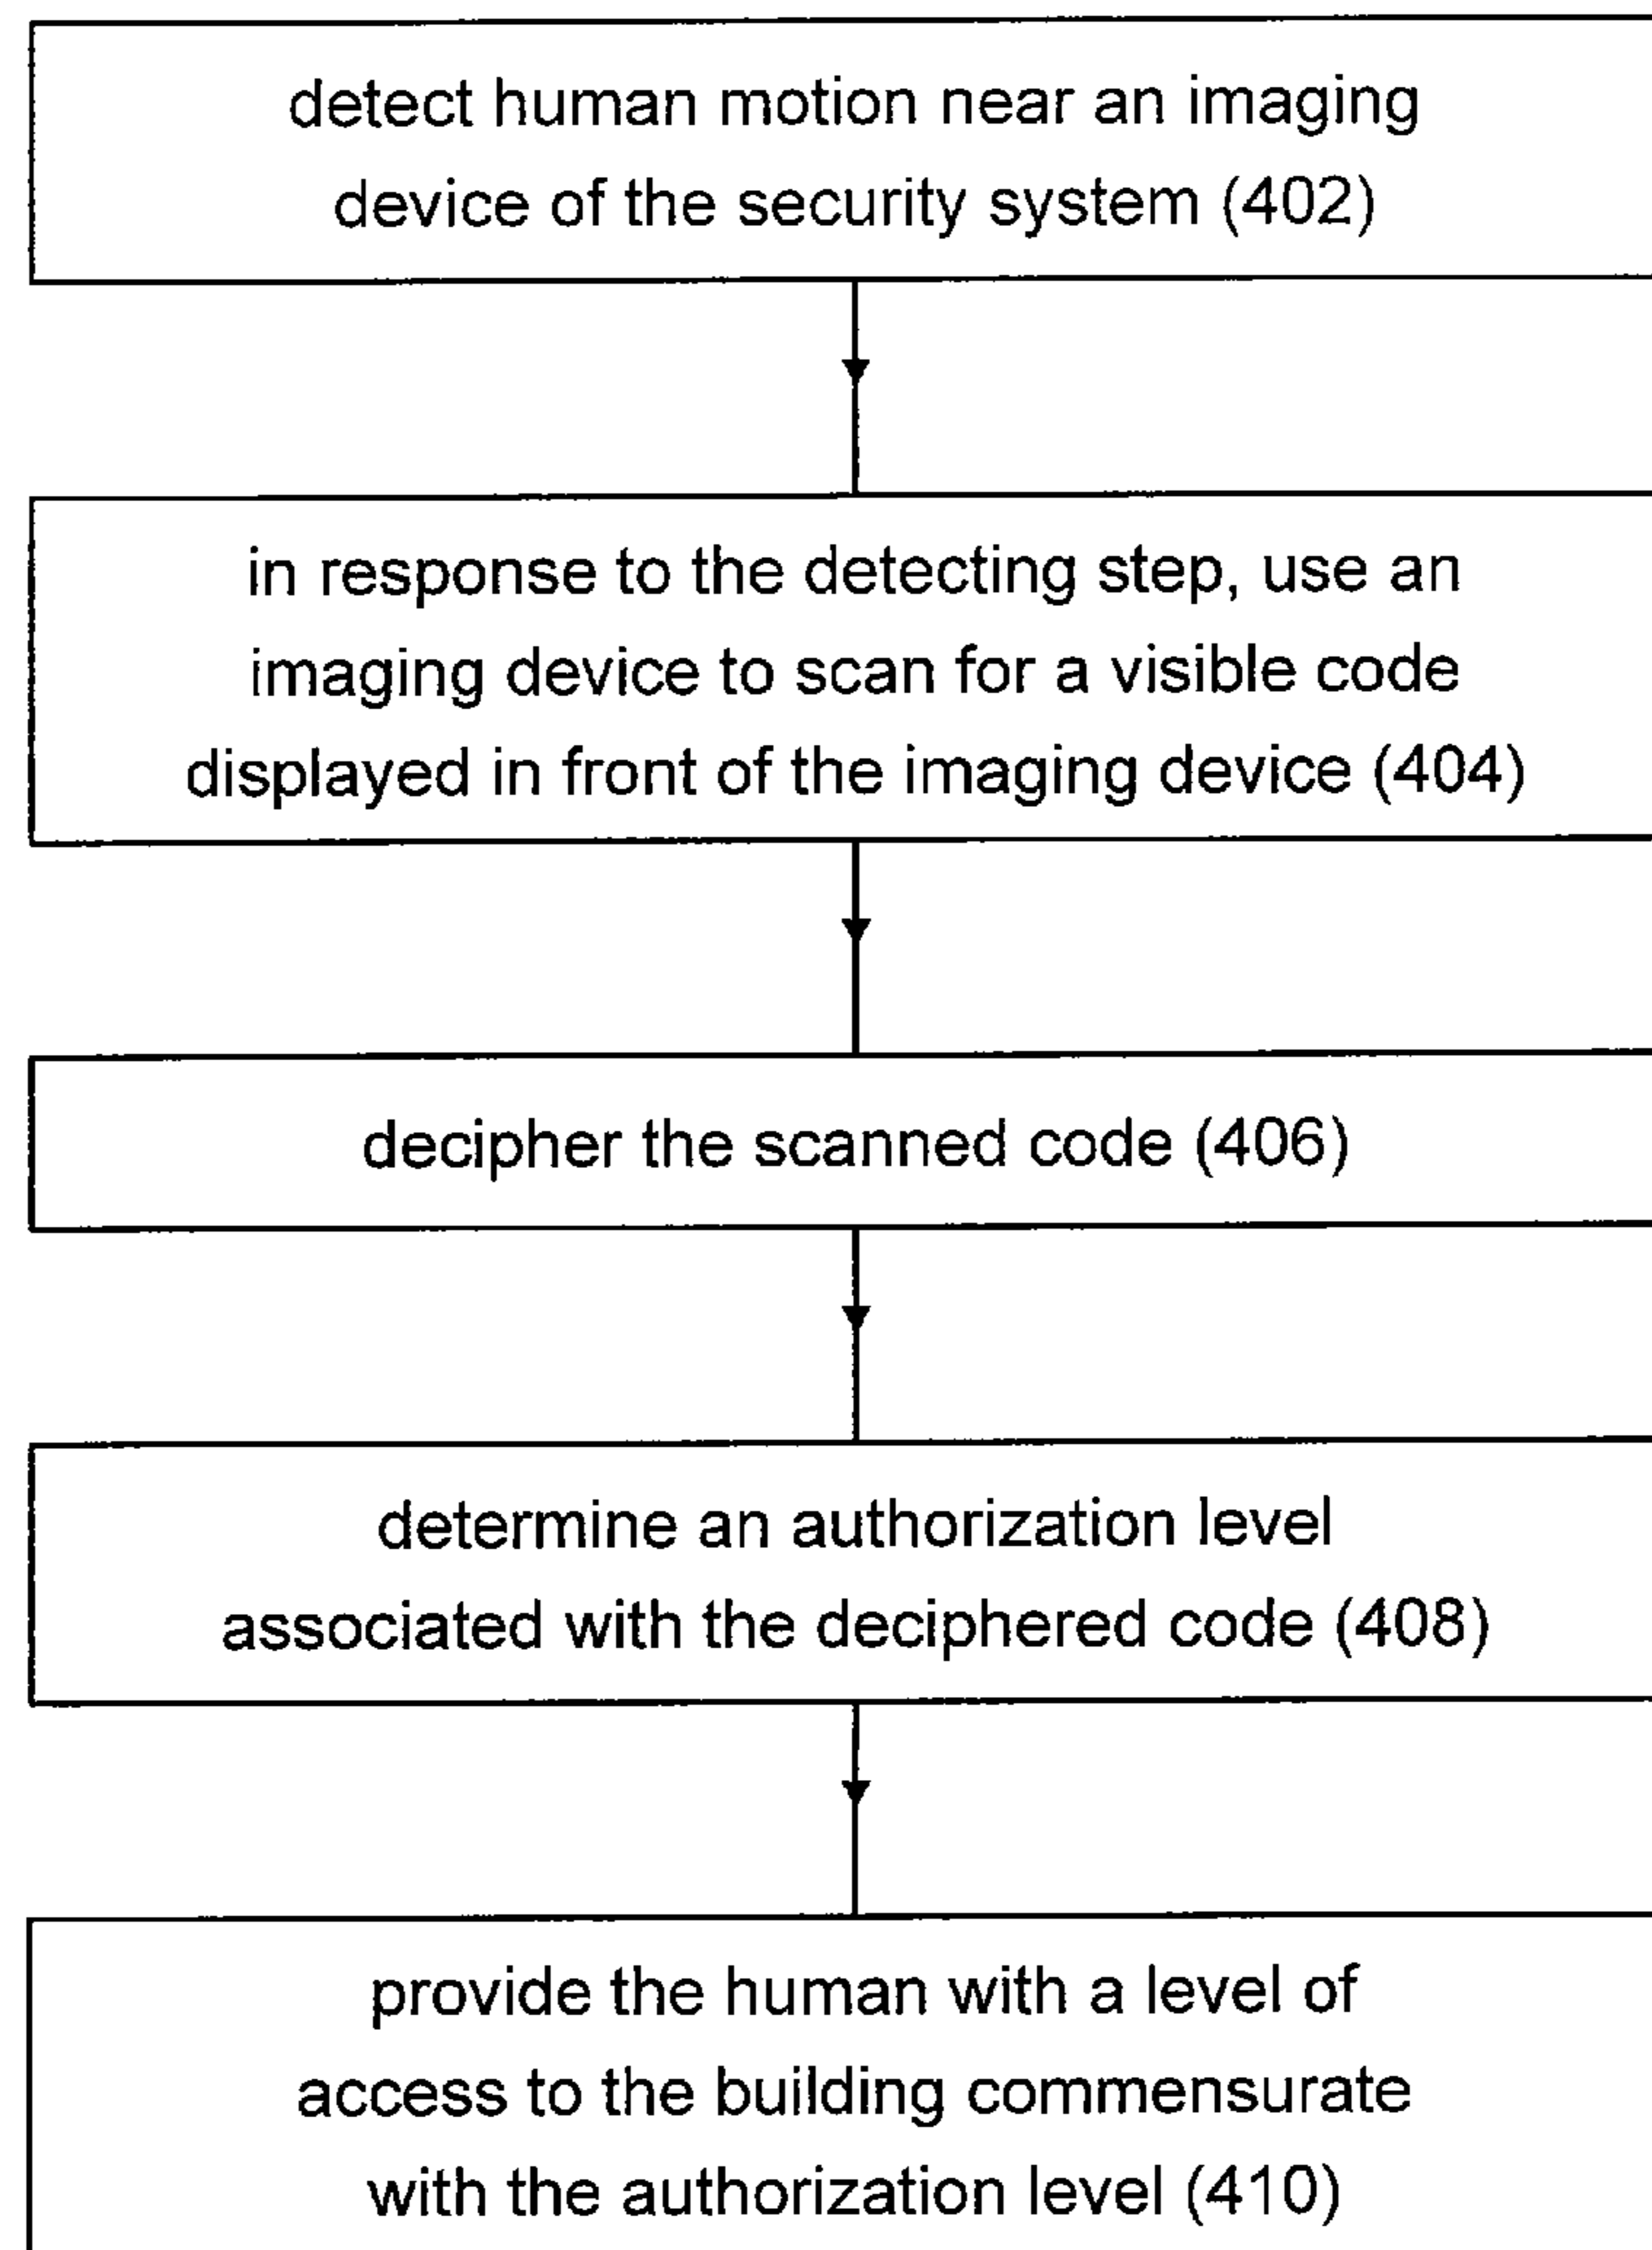 detect human motion near an imaging
device of the security system (402)
in response to the detecting step, use an
imaging device to scan for a visible code
displayed in front of the imaging device (404)
decipher the scanned code (406)
determine an authorization level
associated with the deciphered code (408)
provide the human with a level of
access to the building commensurate
with the authorization level (410)